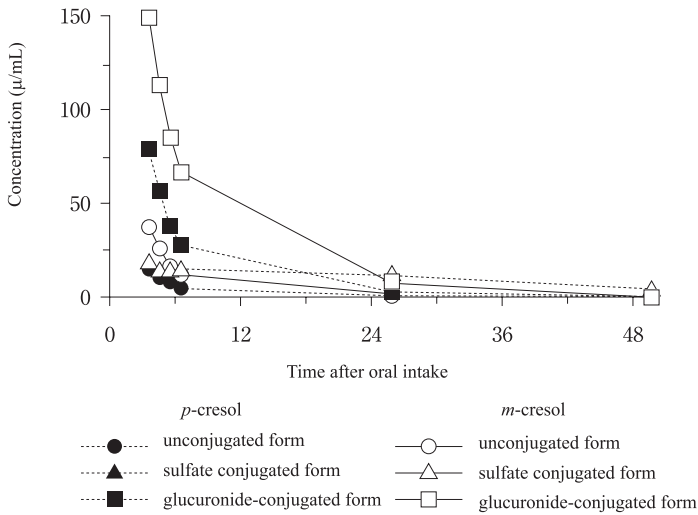 150
100
50
0
Concentration (μ/mL)
0 12 24 36 48
Time after oral intake
p-cresol m-cresol
unconjugated form unconjugated form
sulfate conjugated form sulfate conjugated form
glucuronide-conjugated form glucuronide-conjugated form